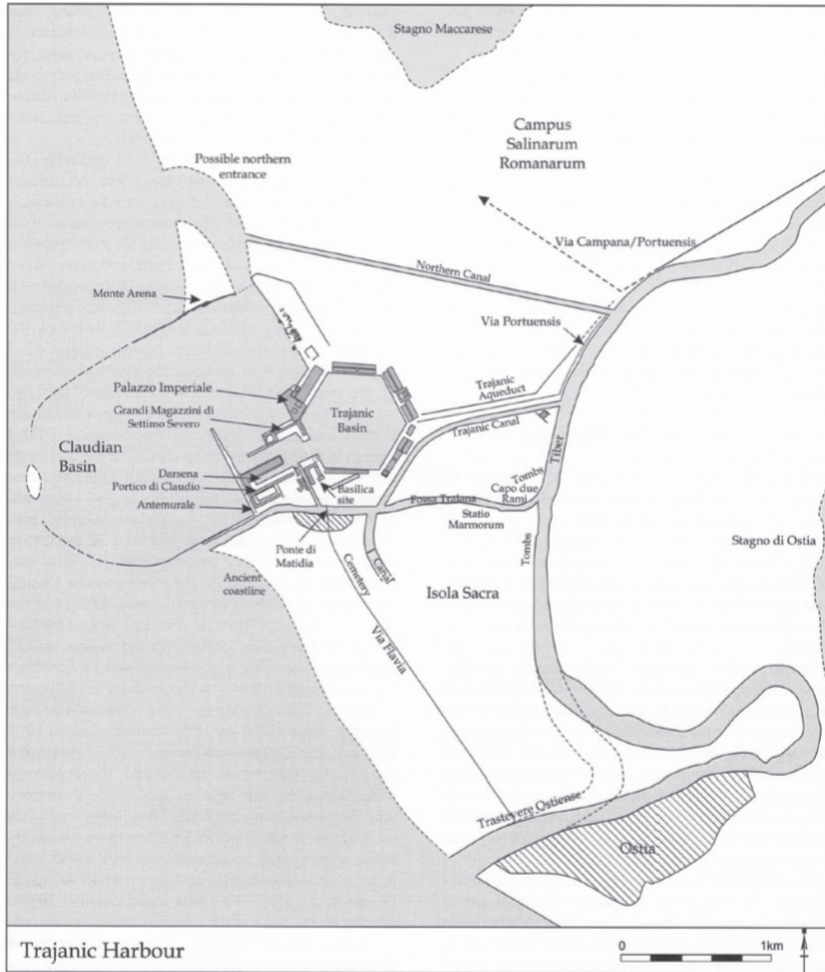 Stagno Maccarese
Campus
Salinarum
Romanarum
Possible northern
entrance
Via Campana/Portuensis
Northern Canal
Monte Arena
Via Portuensis
Palazzo Imperiale
Trajanic
Aqueduct
Grandi Magazzini di
Settimo Severo
Trajanic
Basin
Trajanic Canal
Claudian
Basin
Tiber
Darsena
Portico di Claudio
Basilica
site
Tombs
Capo due
Rami
Antemurale
Fossa Traiana
Statio
Marmorum
Ponte di
Matidia
Tombs
Stagno di Ostia
Ancient
coastline
Cemetery
Canal
Isola Sacra
Via Flavia
Trastevere Ostiense
Ostia
Trajanic Harbour
0 1km